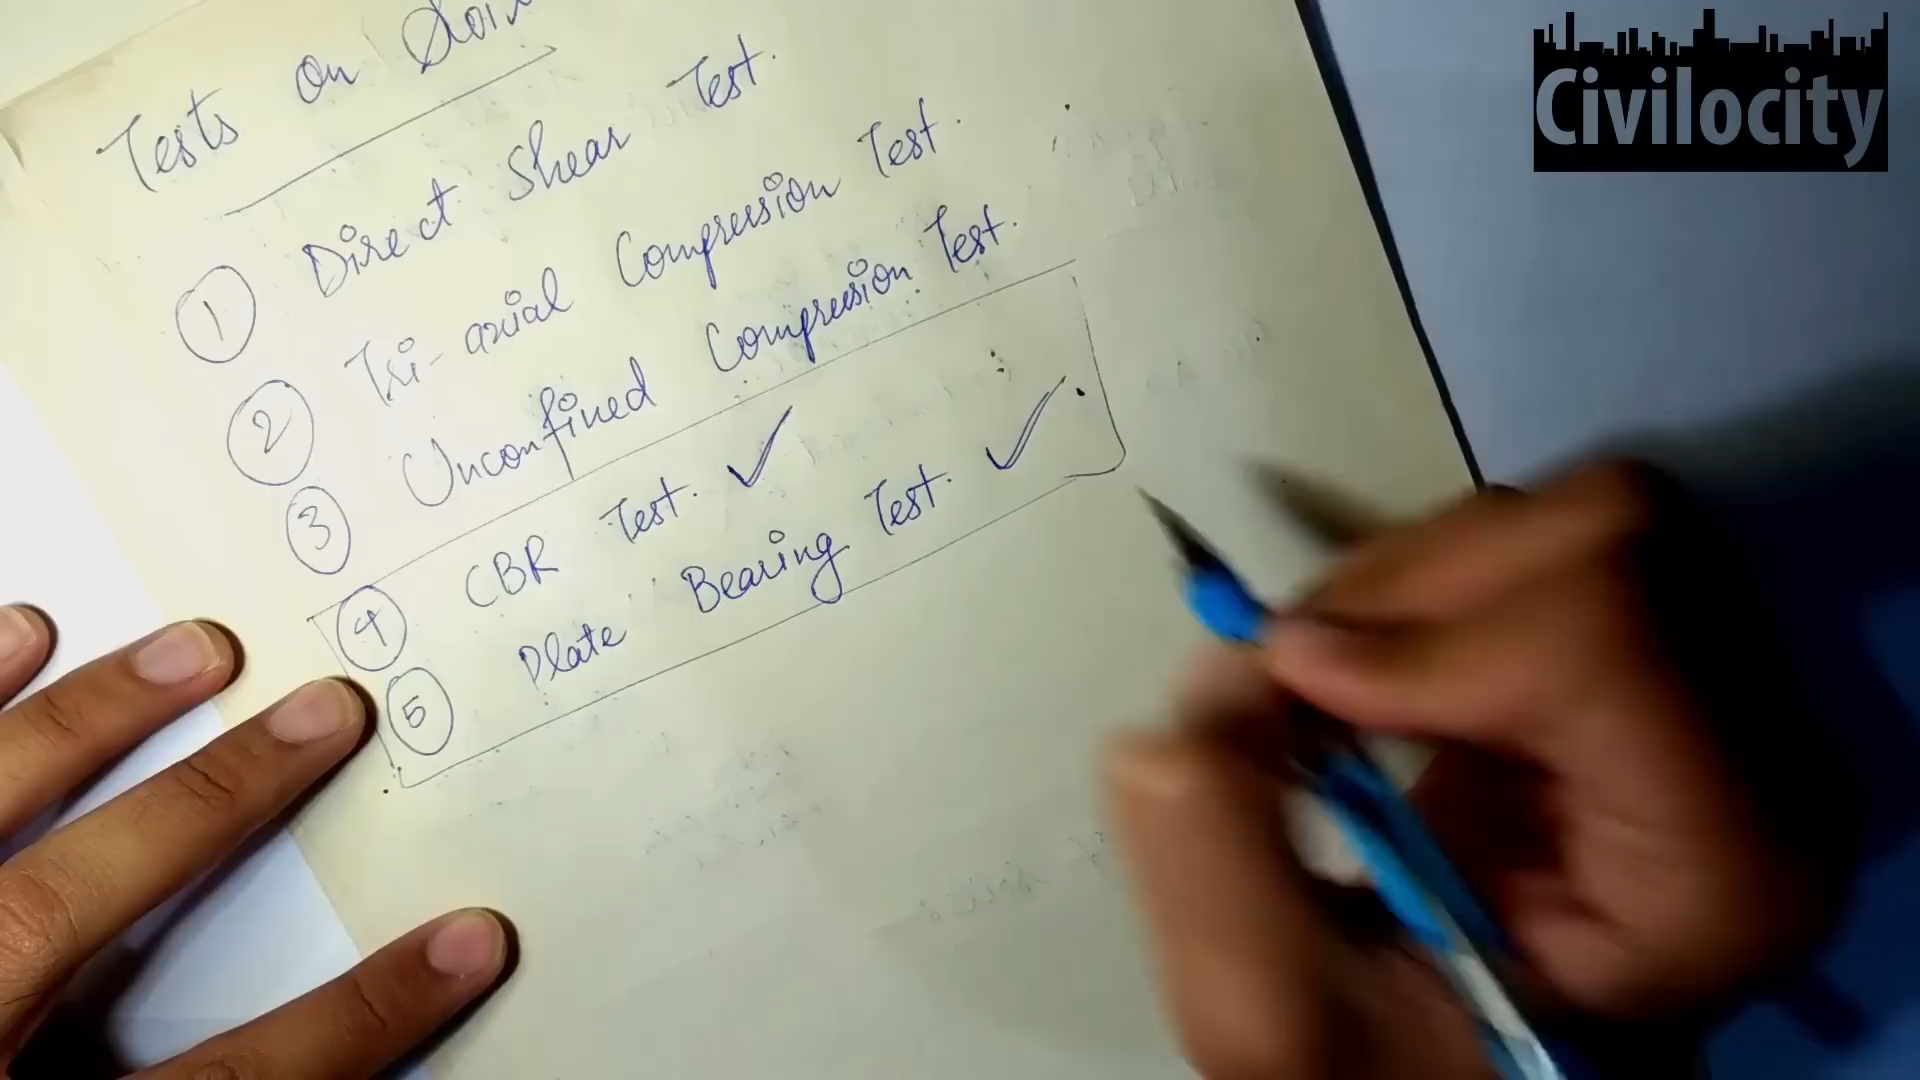 Tests on Soil
1 Direct Shear Test.
2 Tri-axial Compression Test.
3 Unconfined Compression Test.
4 CBR Test. ✓
5 Plate Bearing Test. ✓
Civilocity